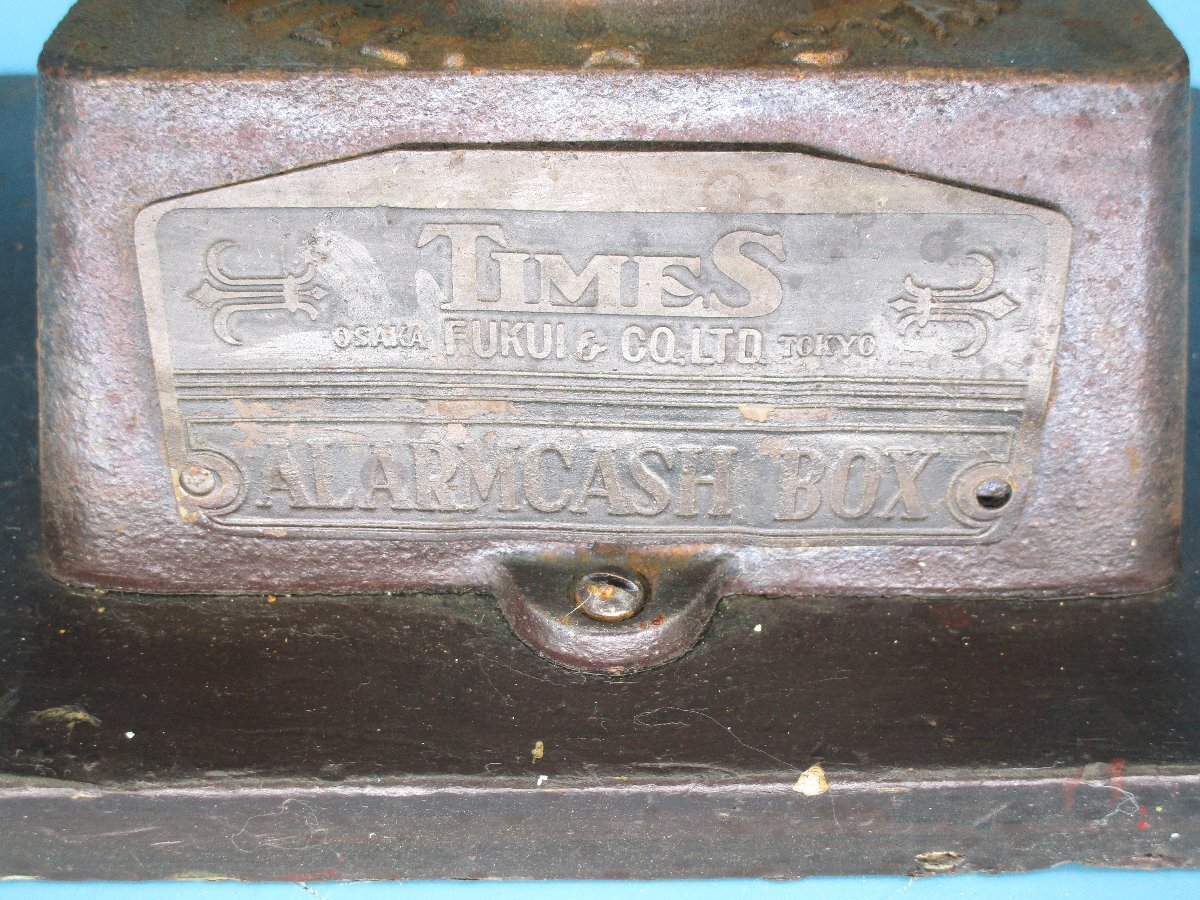 TIMES
OSAKA FUKUI & CO. LTD. TOKYO
ALARMCASH BOX